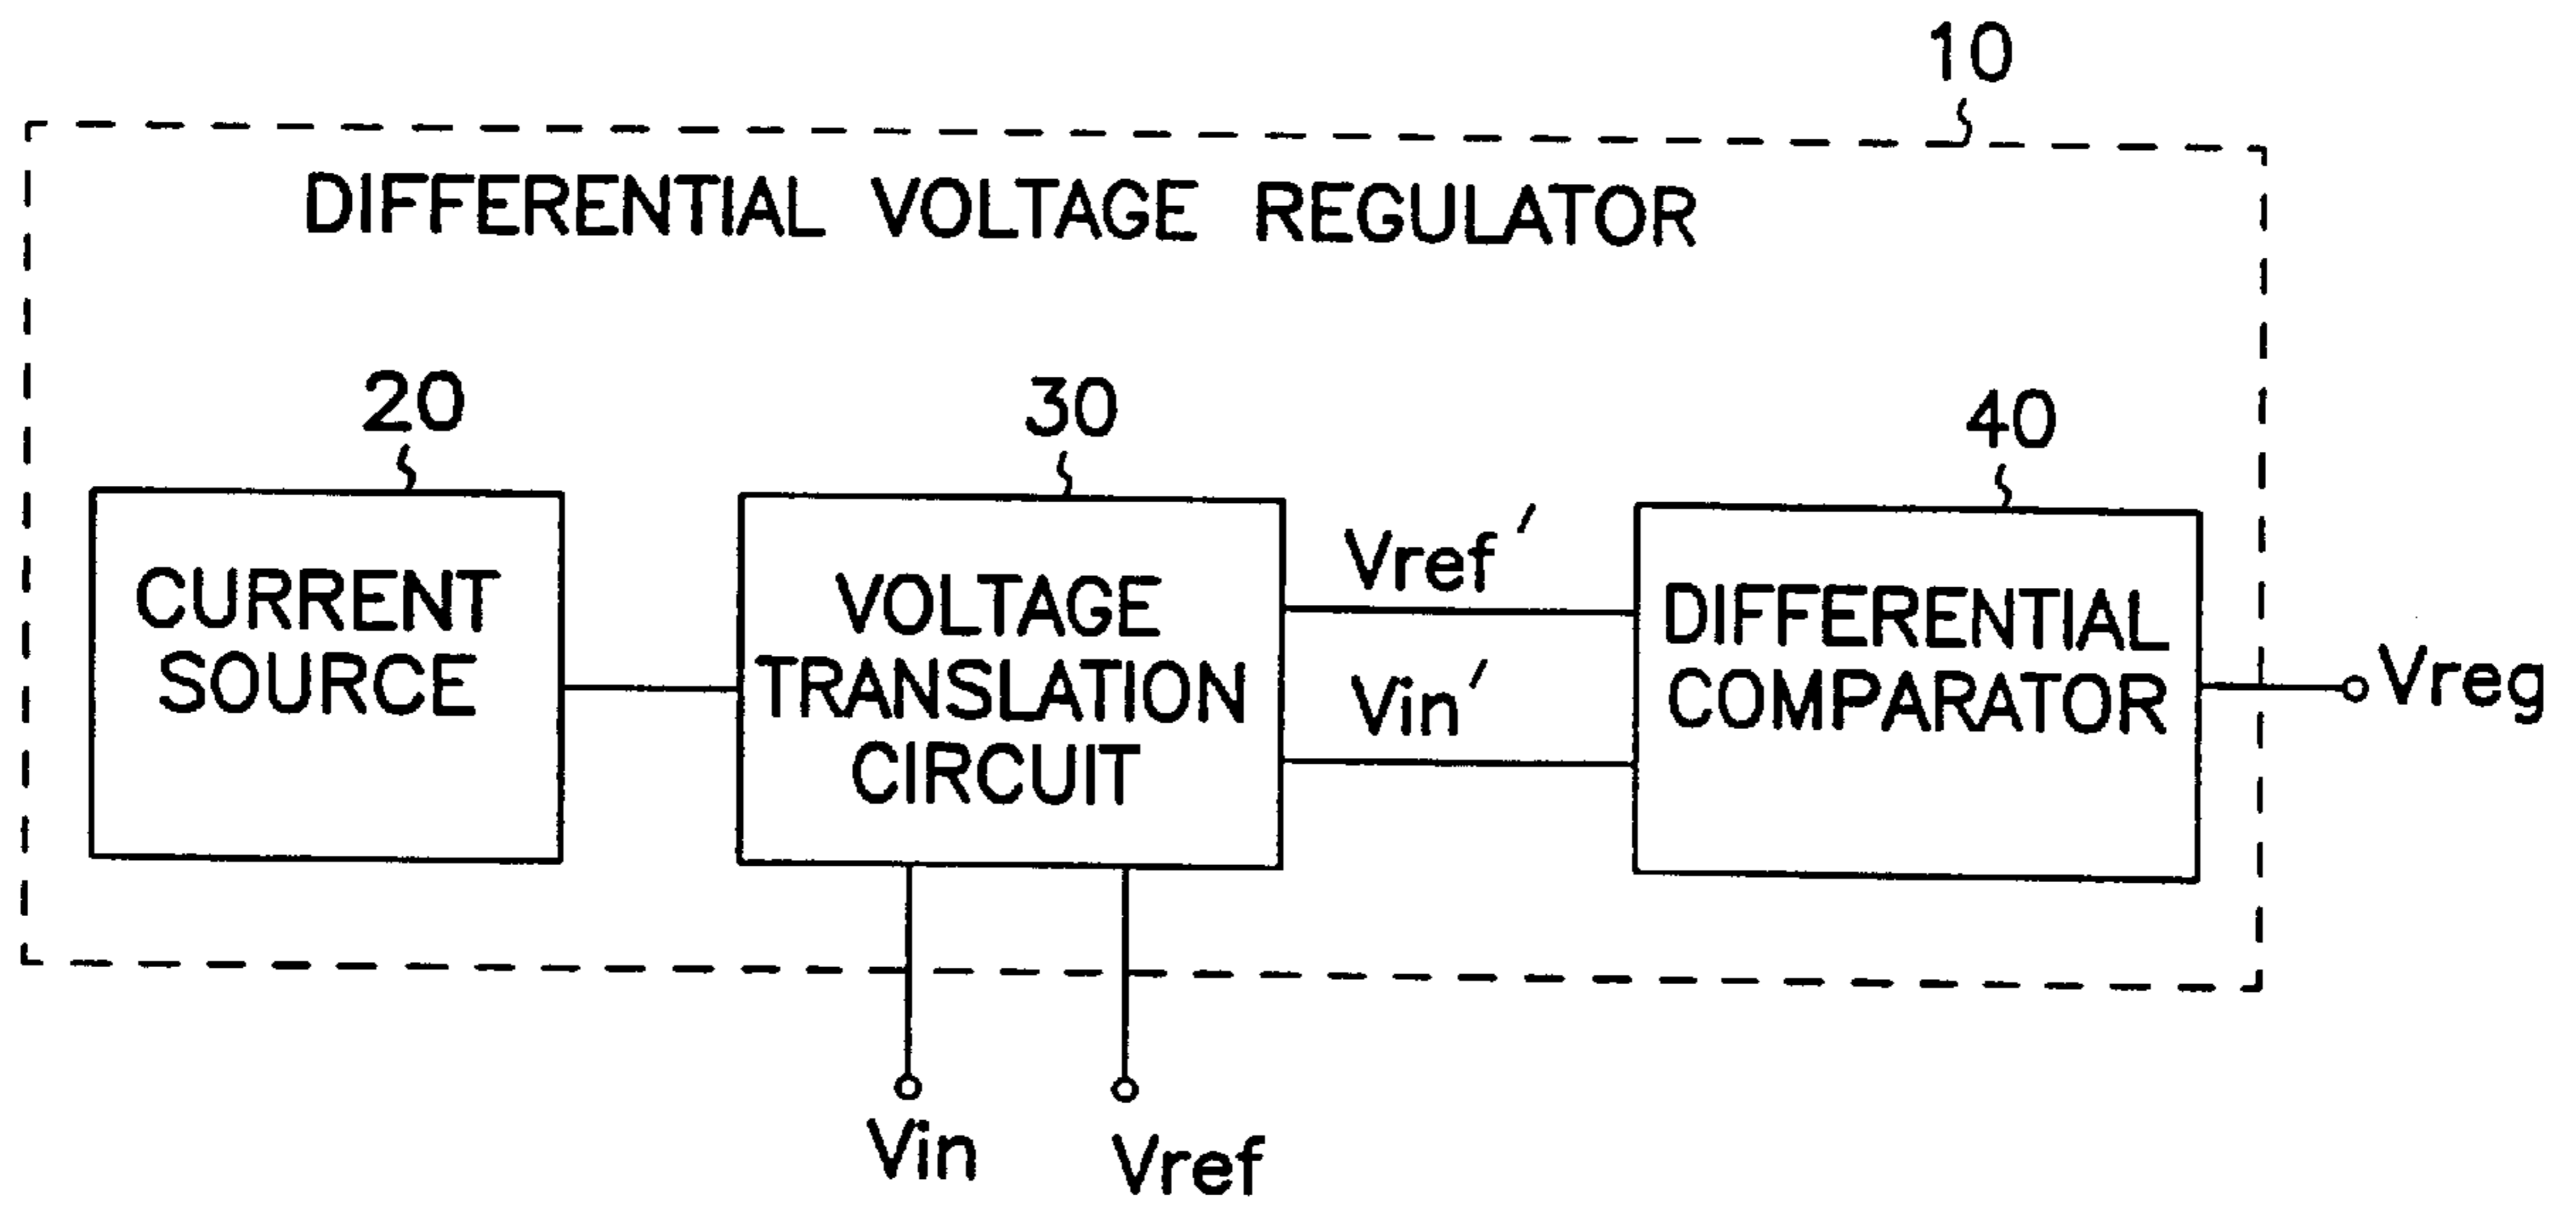 10
DIFFERENTIAL VOLTAGE REGULATOR
20
30
40
CURRENT
SOURCE
VOLTAGE
TRANSLATION
CIRCUIT
Vref'
Vin'
DIFFERENTIAL
COMPARATOR
Vreg
Vin
Vref